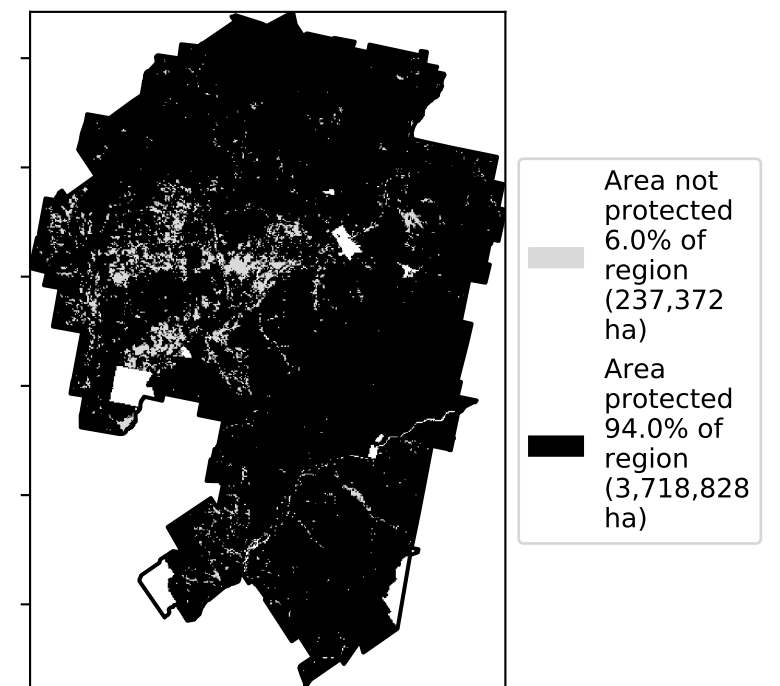 Area not
protected
6.0% of
region
(237,372
ha)
Area
protected
94.0% of
region
(3,718,828
ha)